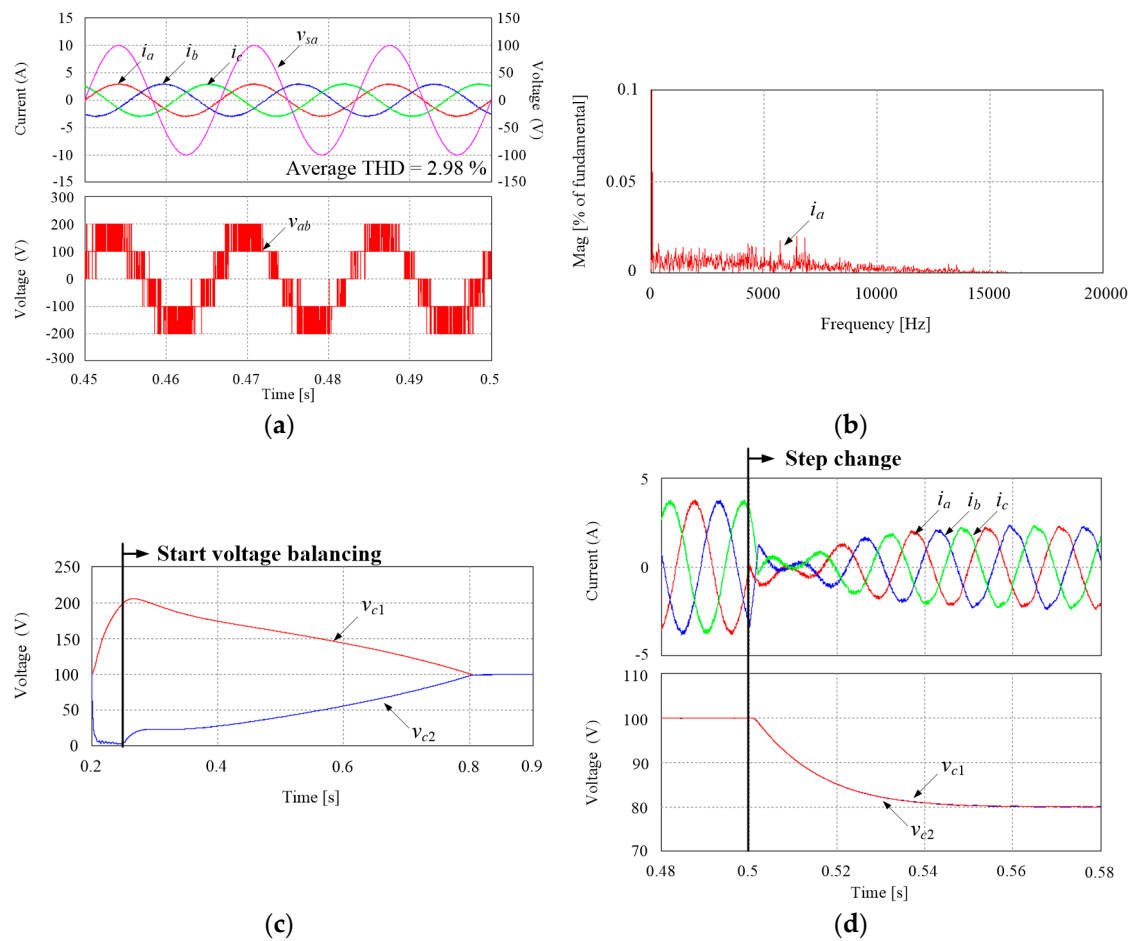 15
10
5
0
-5
-10
-15
Current (A)
i_a
i_b
i_c
v_sa
150
100
50
0
-50
-100
-150
Voltage (V)
Average THD = 2.98 %
300
200
100
0
-100
-200
-300
Voltage (V)
v_ab
0.45
0.46
0.47
0.48
0.49
0.5
Time [s]
(a)
0.1
0.05
0
Mag [% of fundamental]
i_a
0
5000
10000
15000
20000
Frequency [Hz]
(b)
Start voltage balancing
250
200
150
100
50
0
Voltage (V)
v_c1
v_c2
0.2
0.4
0.6
0.8
0.9
Time [s]
(c)
Step change
5
0
-5
Current (A)
i_a
i_b
i_c
110
100
90
80
70
Voltage (V)
v_c1
v_c2
0.48
0.5
0.52
0.54
0.56
0.58
Time [s]
(d)